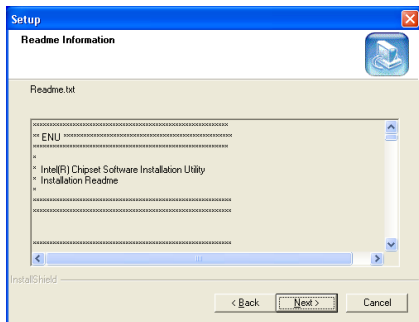 Setup
Readme Information
Readme.txt
************************************************************
** ENU ****************************************************
************************************************************
*
* Intel(R) Chipset Software Installation Utility
* Installation Readme
*
************************************************************
************************************************************
************************************************************
InstallShield
< Back Next > Cancel